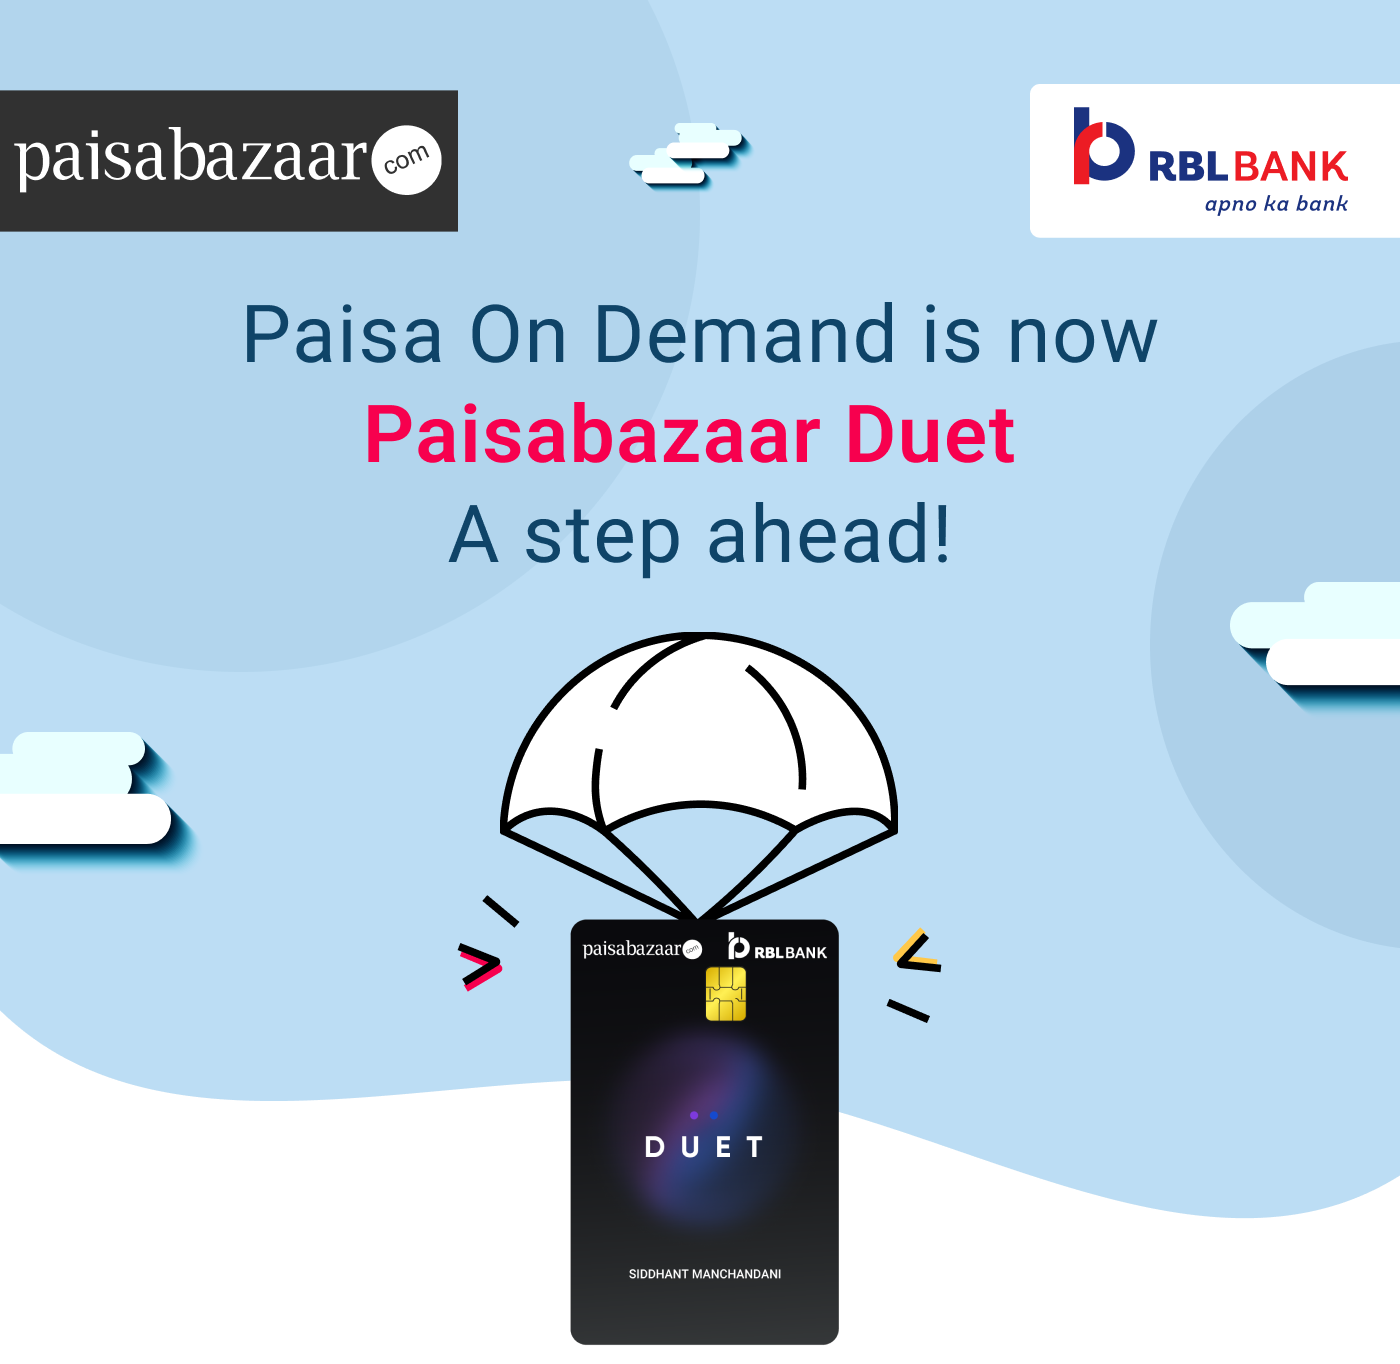 paisabazaar com
RBL BANK
apno ka bank
Paisa On Demand is now
Paisabazaar Duet
A step ahead!
paisabazaar com RBL BANK
DUET
SIDDHANT MANCHANDANI